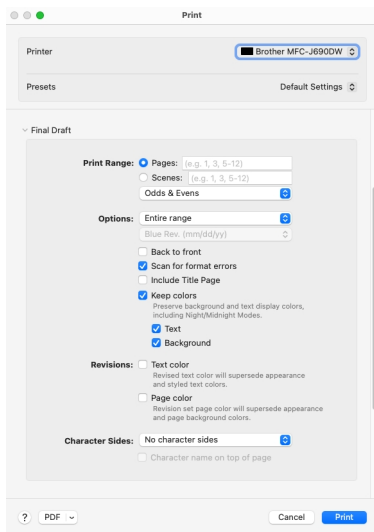 Print
Printer
Brother MFC-J690DW
Presets
Default Settings
Final Draft
Print Range: Pages: (e.g. 1, 3, 5-12)
Scenes: (e.g. 1, 3, 5-12)
Odds & Evens
Options: Entire range
Blue Rev. (mm/dd/yy)
Back to front
Scan for format errors
Include Title Page
Keep colors
Preserve background and text display colors,
including Night/Midnight Modes.
Text
Background
Revisions: Text color
Revised text color will supersede appearance
and styled text colors.
Page color
Revision set page color will supersede appearance
and page background colors.
Character Sides: No character sides
Character name on top of page
? PDF Cancel Print